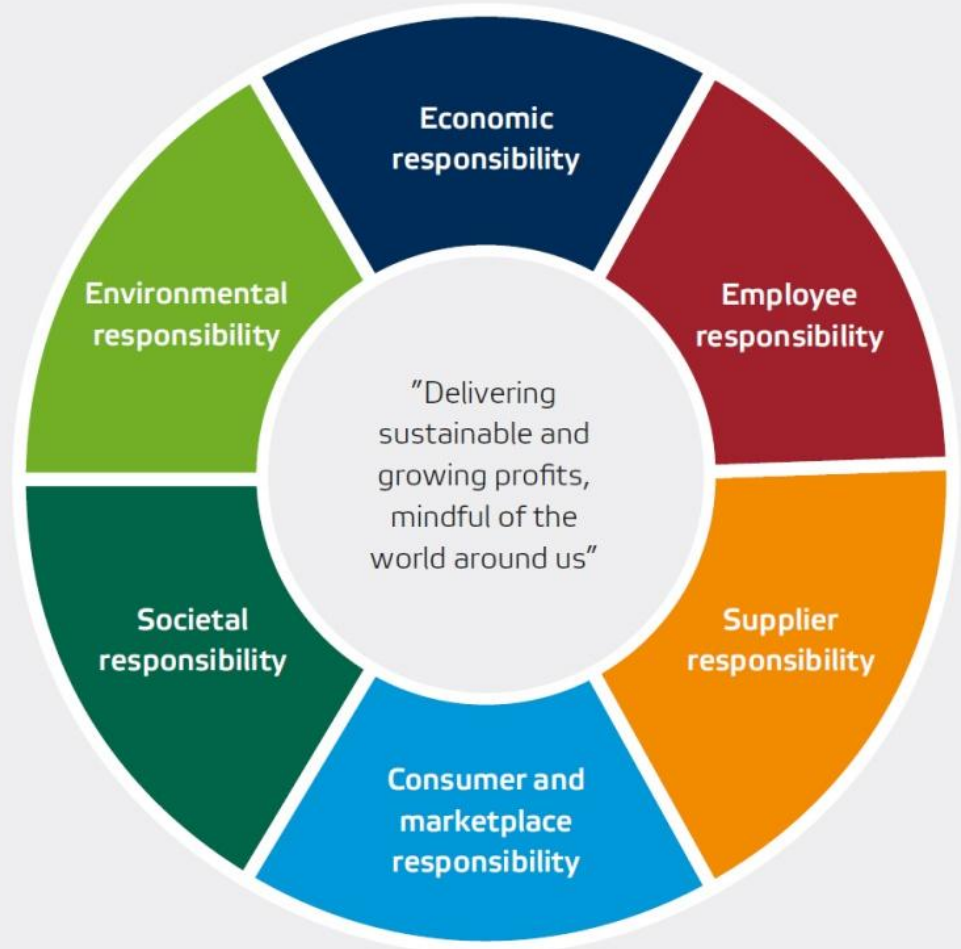 Economic
responsibility
Employee
responsibility
Supplier
responsibility
Consumer and
marketplace
responsibility
Societal
responsibility
Environmental
responsibility
"Delivering
sustainable and
growing profits,
mindful of the
world around us"